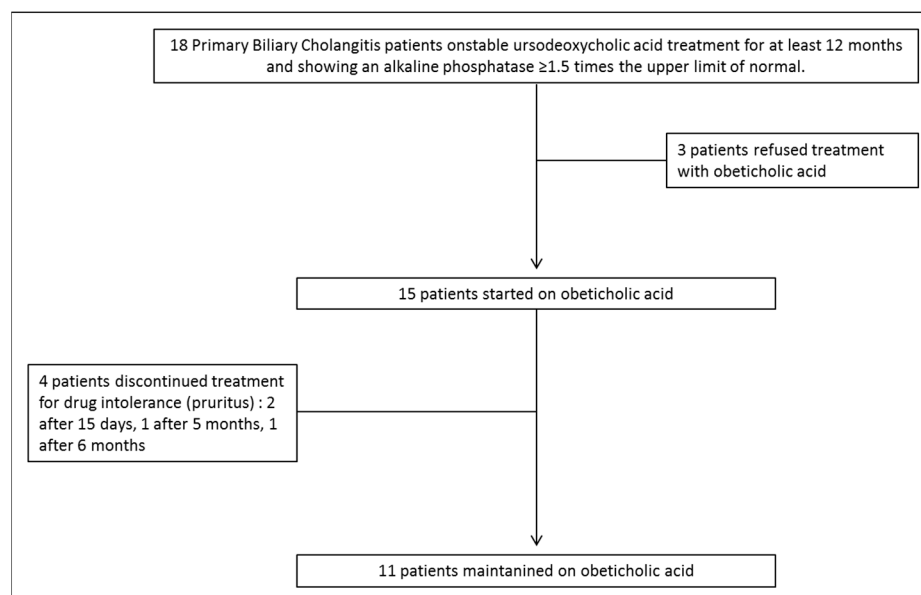 18 Primary Biliary Cholangitis patients onstable ursodeoxycholic acid treatment for at least 12 months
and showing an alkaline phosphatase ≥1.5 times the upper limit of normal.
3 patients refused treatment
with obeticholic acid
15 patients started on obeticholic acid
4 patients discontinued treatment
for drug intolerance (pruritus) : 2
after 15 days, 1 after 5 months, 1
after 6 months
11 patients maintanined on obeticholic acid